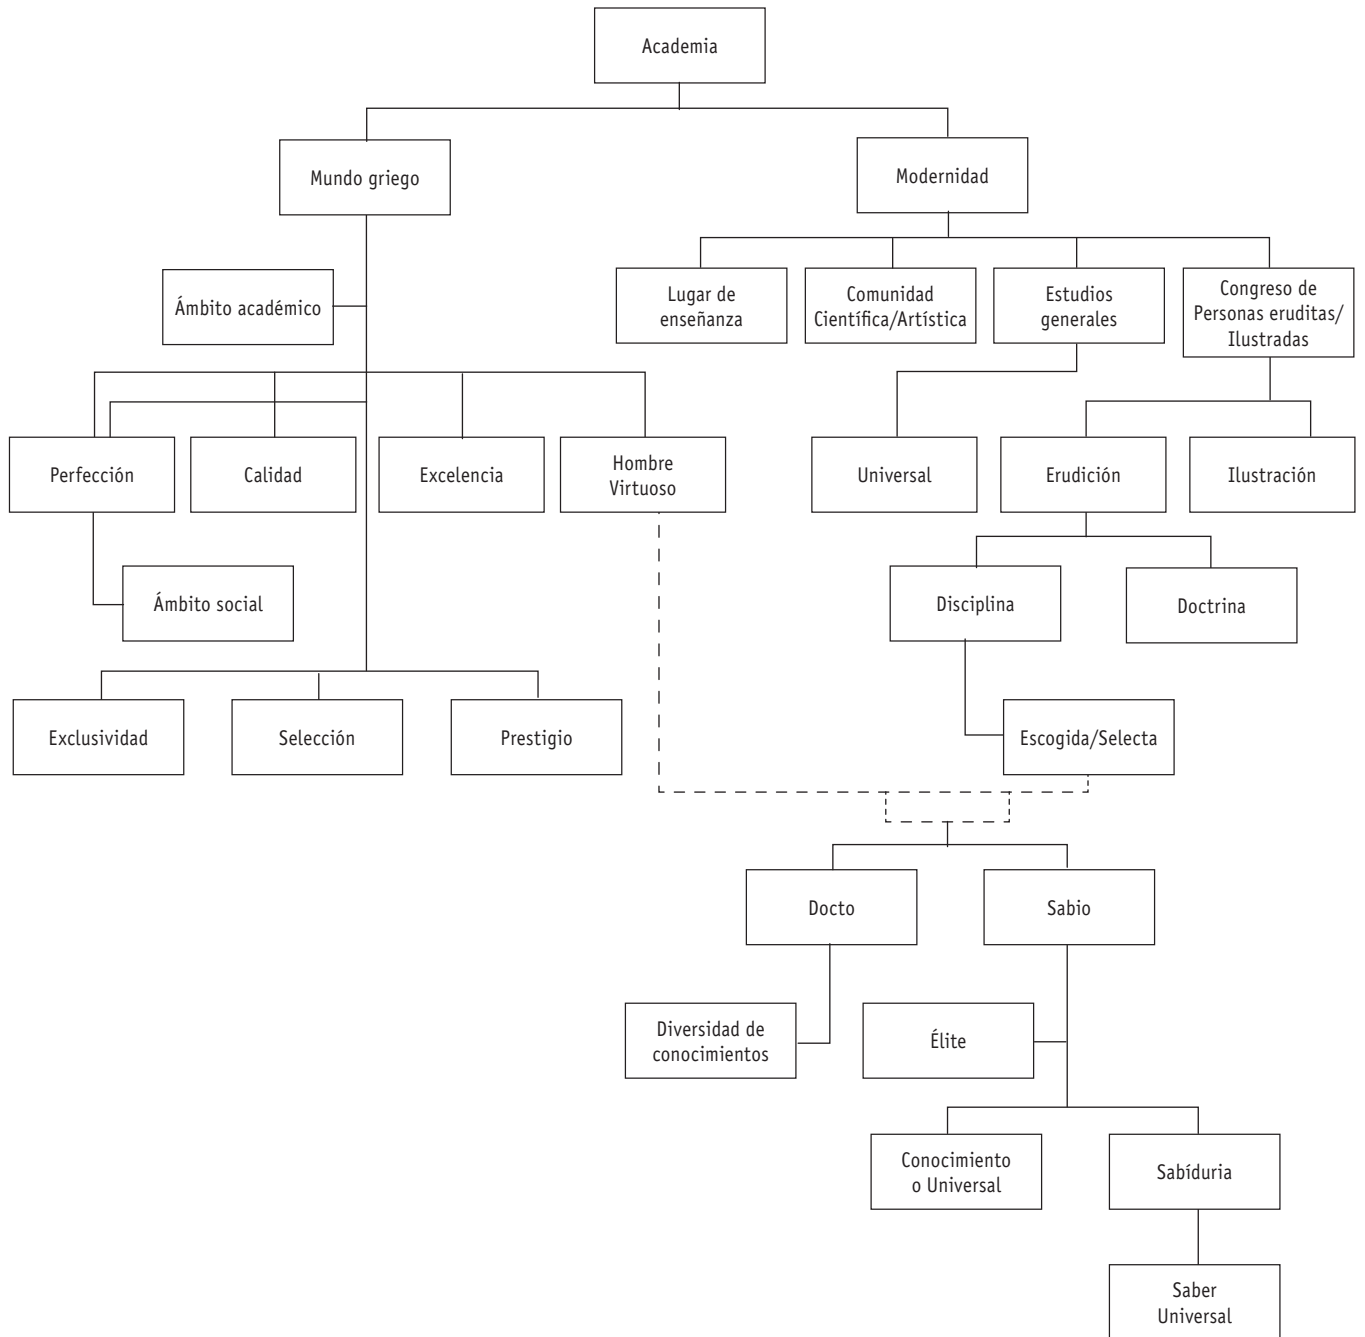 Academia
Mundo griego
Modernidad
Ámbito académico
Lugar de
enseñanza
Comunidad
Científica/Artística
Estudios
generales
Congreso de
Personas eruditas/
Ilustradas
Perfección
Calidad
Excelencia
Hombre
Virtuoso
Universal
Erudición
Ilustración
Ámbito social
Disciplina
Doctrina
Exclusividad
Selección
Prestigio
Escogida/Selecta
Docto
Sabio
Diversidad de
conocimientos
Élite
Conocimiento
o Universal
Sabíduria
Saber
Universal